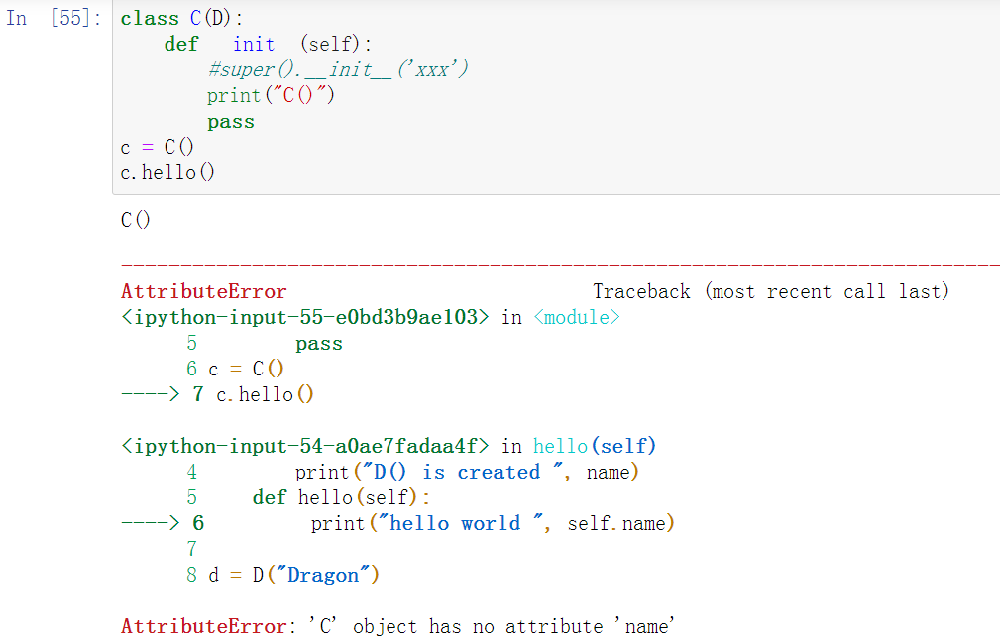 In [55]: class C(D):
    def __init__(self):
        #super().__init__('xxx')
        print("C()")
        pass
c = C()
c.hello()
C()
---------------------------------------------------------------------------
AttributeError                            Traceback (most recent call last)
<ipython-input-55-e0bd3b9ae103> in <module>
      5         pass
      6 c = C()
----> 7 c.hello()
<ipython-input-54-a0ae7fadaa4f> in hello(self)
      4         print("D() is created ", name)
      5     def hello(self):
----> 6         print("hello world ", self.name)
      7
      8 d = D("Dragon")
AttributeError: 'C' object has no attribute 'name'